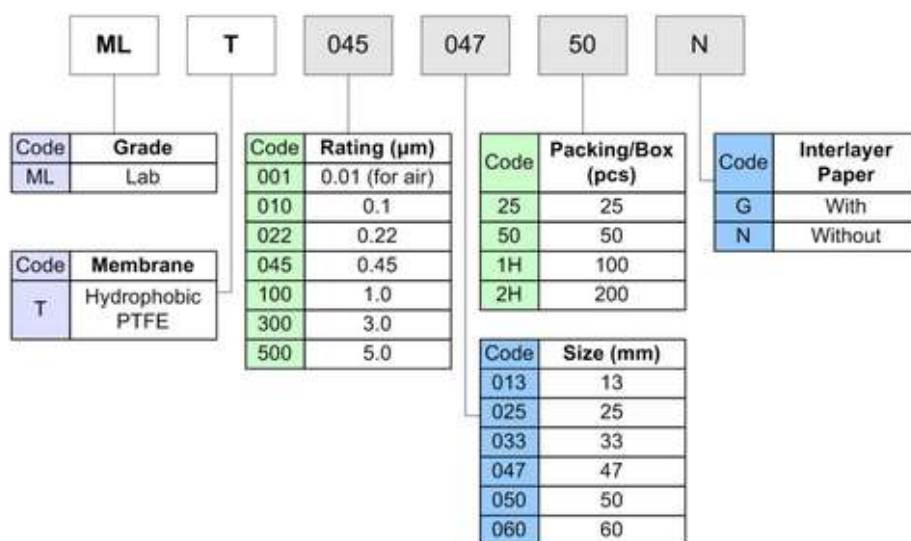 ML T 045 047 50 N
Code Grade
ML Lab
Code Membrane
T Hydrophobic
PTFE
Code Rating (µm)
001 0.01 (for air)
010 0.1
022 0.22
045 0.45
100 1.0
300 3.0
500 5.0
Code Packing/Box
(pcs)
25 25
50 50
1H 100
2H 200
Code Size (mm)
013 13
025 25
033 33
047 47
050 50
060 60
Code Interlayer
Paper
G With
N Without